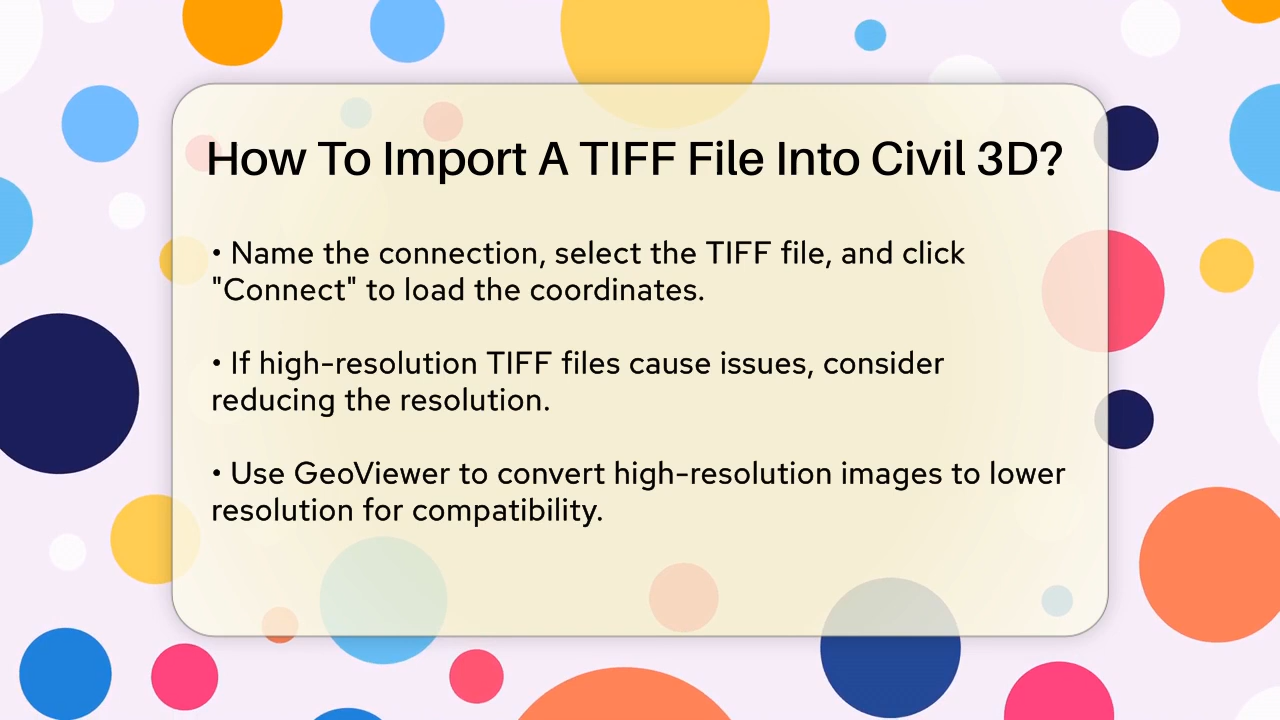 How To Import A TIFF File Into Civil 3D?
• Name the connection, select the TIFF file, and click
"Connect" to load the coordinates.
• If high-resolution TIFF files cause issues, consider
reducing the resolution.
• Use GeoViewer to convert high-resolution images to lower
resolution for compatibility.